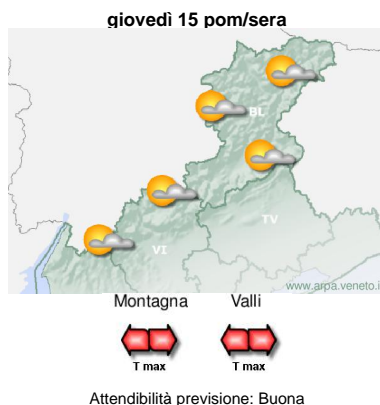 giovedì 15 pom/sera
BL
TV
VI
www.arpa.veneto.i
Montagna Valli
T max T max
Attendibilità previsione: Buona